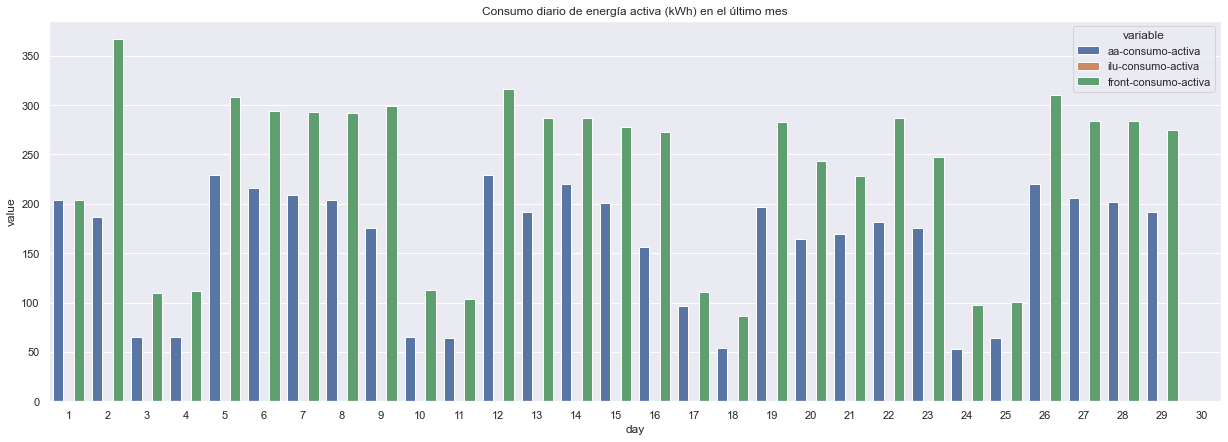 Consumo diario de energía activa (kWh) en el último mes
variable
aa-consumo-activa
ilu-consumo-activa
front-consumo-activa
value
350
300
250
200
150
100
50
0
1 2 3 4 5 6 7 8 9 10 11 12 13 14 15 16 17 18 19 20 21 22 23 24 25 26 27 28 29 30
day